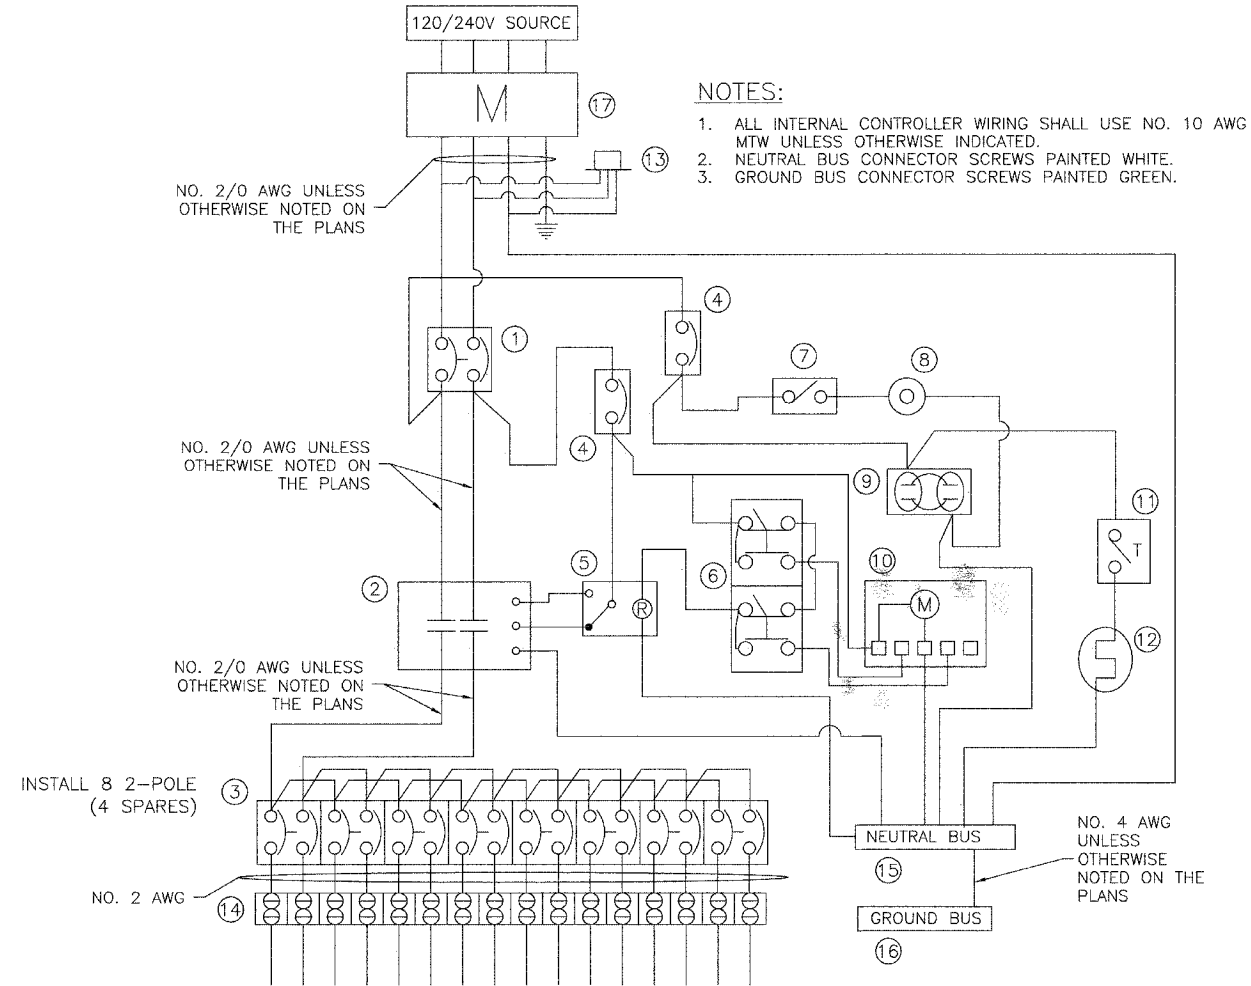 120/240V SOURCE
M
17
NOTES:
1. ALL INTERNAL CONTROLLER WIRING SHALL USE NO. 10 AWG
MTW UNLESS OTHERWISE INDICATED.
2. NEUTRAL BUS CONNECTOR SCREWS PAINTED WHITE.
3. GROUND BUS CONNECTOR SCREWS PAINTED GREEN.
13
NO. 2/0 AWG UNLESS
OTHERWISE NOTED ON
THE PLANS
4
1
7
8
4
NO. 2/0 AWG UNLESS
OTHERWISE NOTED ON
THE PLANS
9
11
T
2
5
6
10
M
R
12
NO. 2/0 AWG UNLESS
OTHERWISE NOTED ON
THE PLANS
INSTALL 8 2-POLE
(4 SPARES)
3
NEUTRAL BUS
15
NO. 4 AWG
UNLESS
OTHERWISE
NOTED ON THE
PLANS
NO. 2 AWG
14
GROUND BUS
16